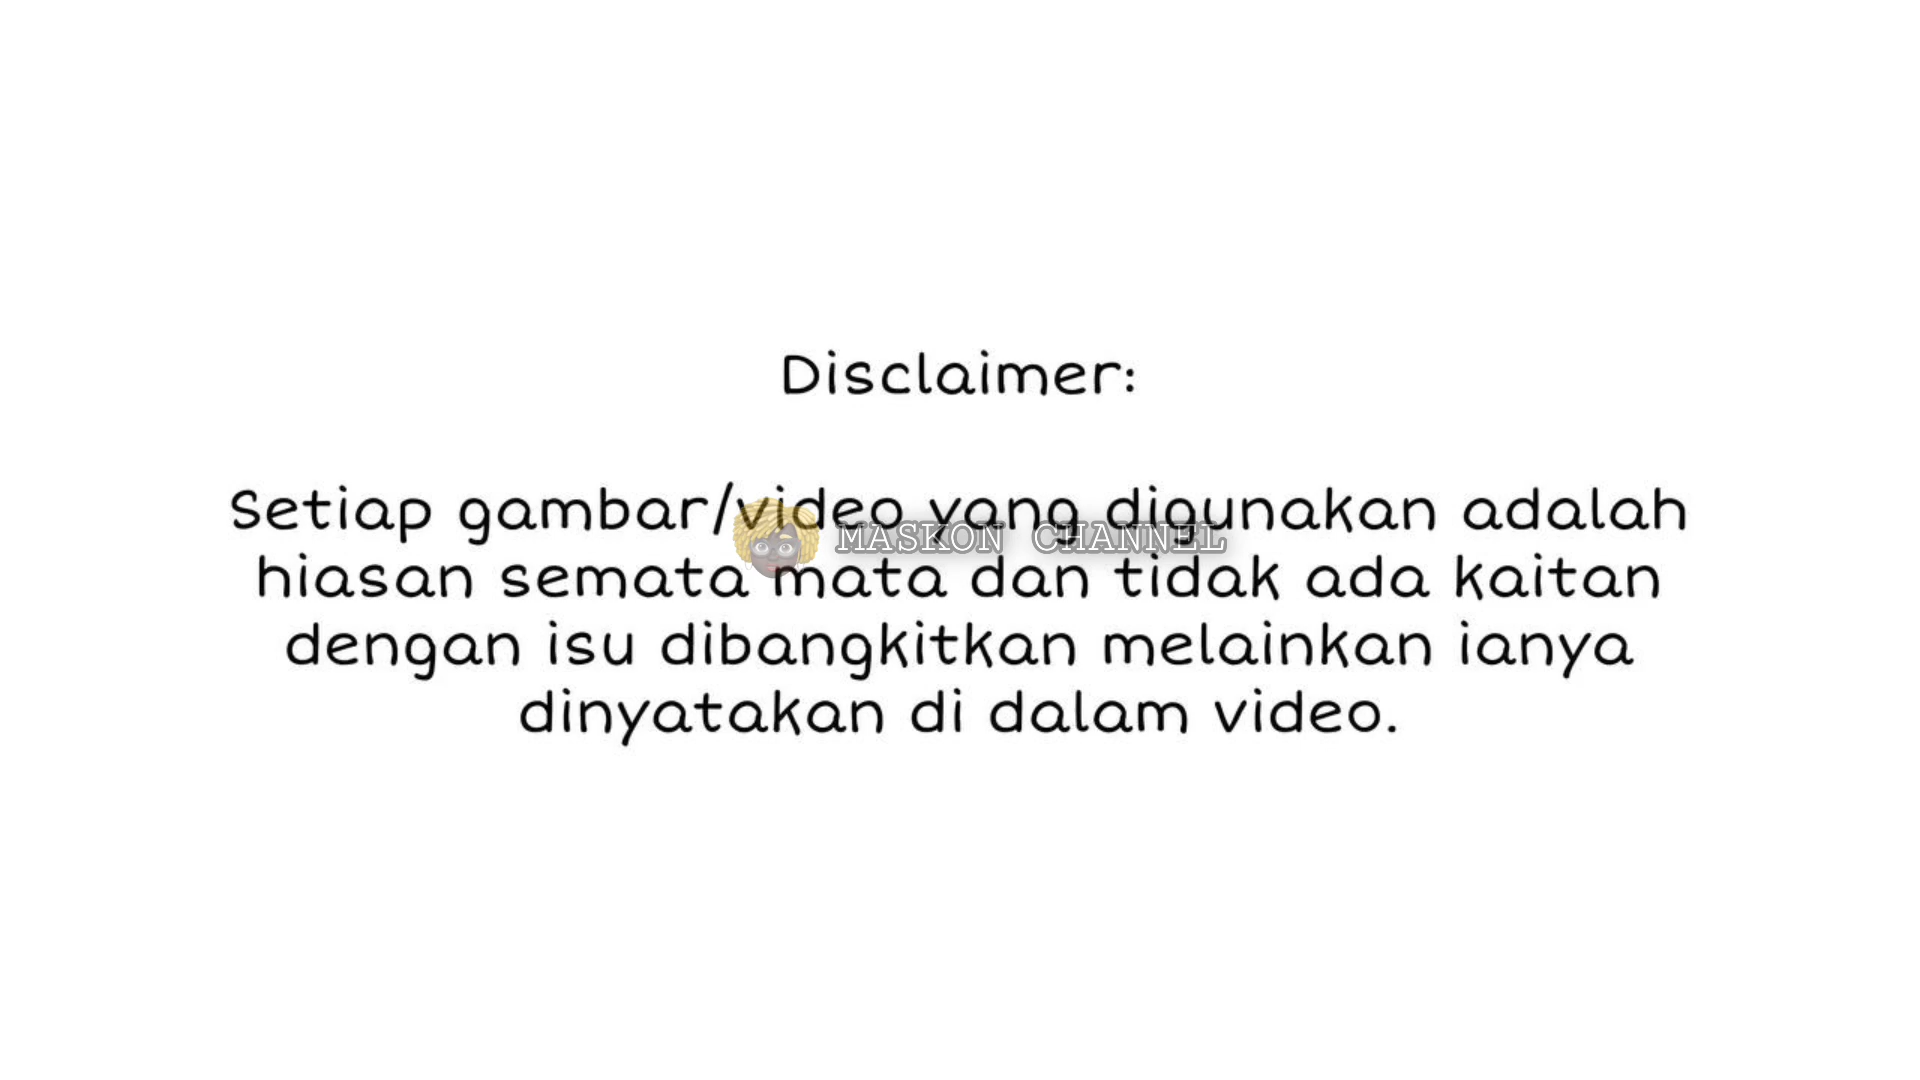 Disclaimer:
Setiap gambar/video yang digunakan adalah
hiasan semata mata dan tidak ada kaitan
dengan isu dibangkitkan melainkan ianya
dinyatakan di dalam video.
MASKON CHANNEL